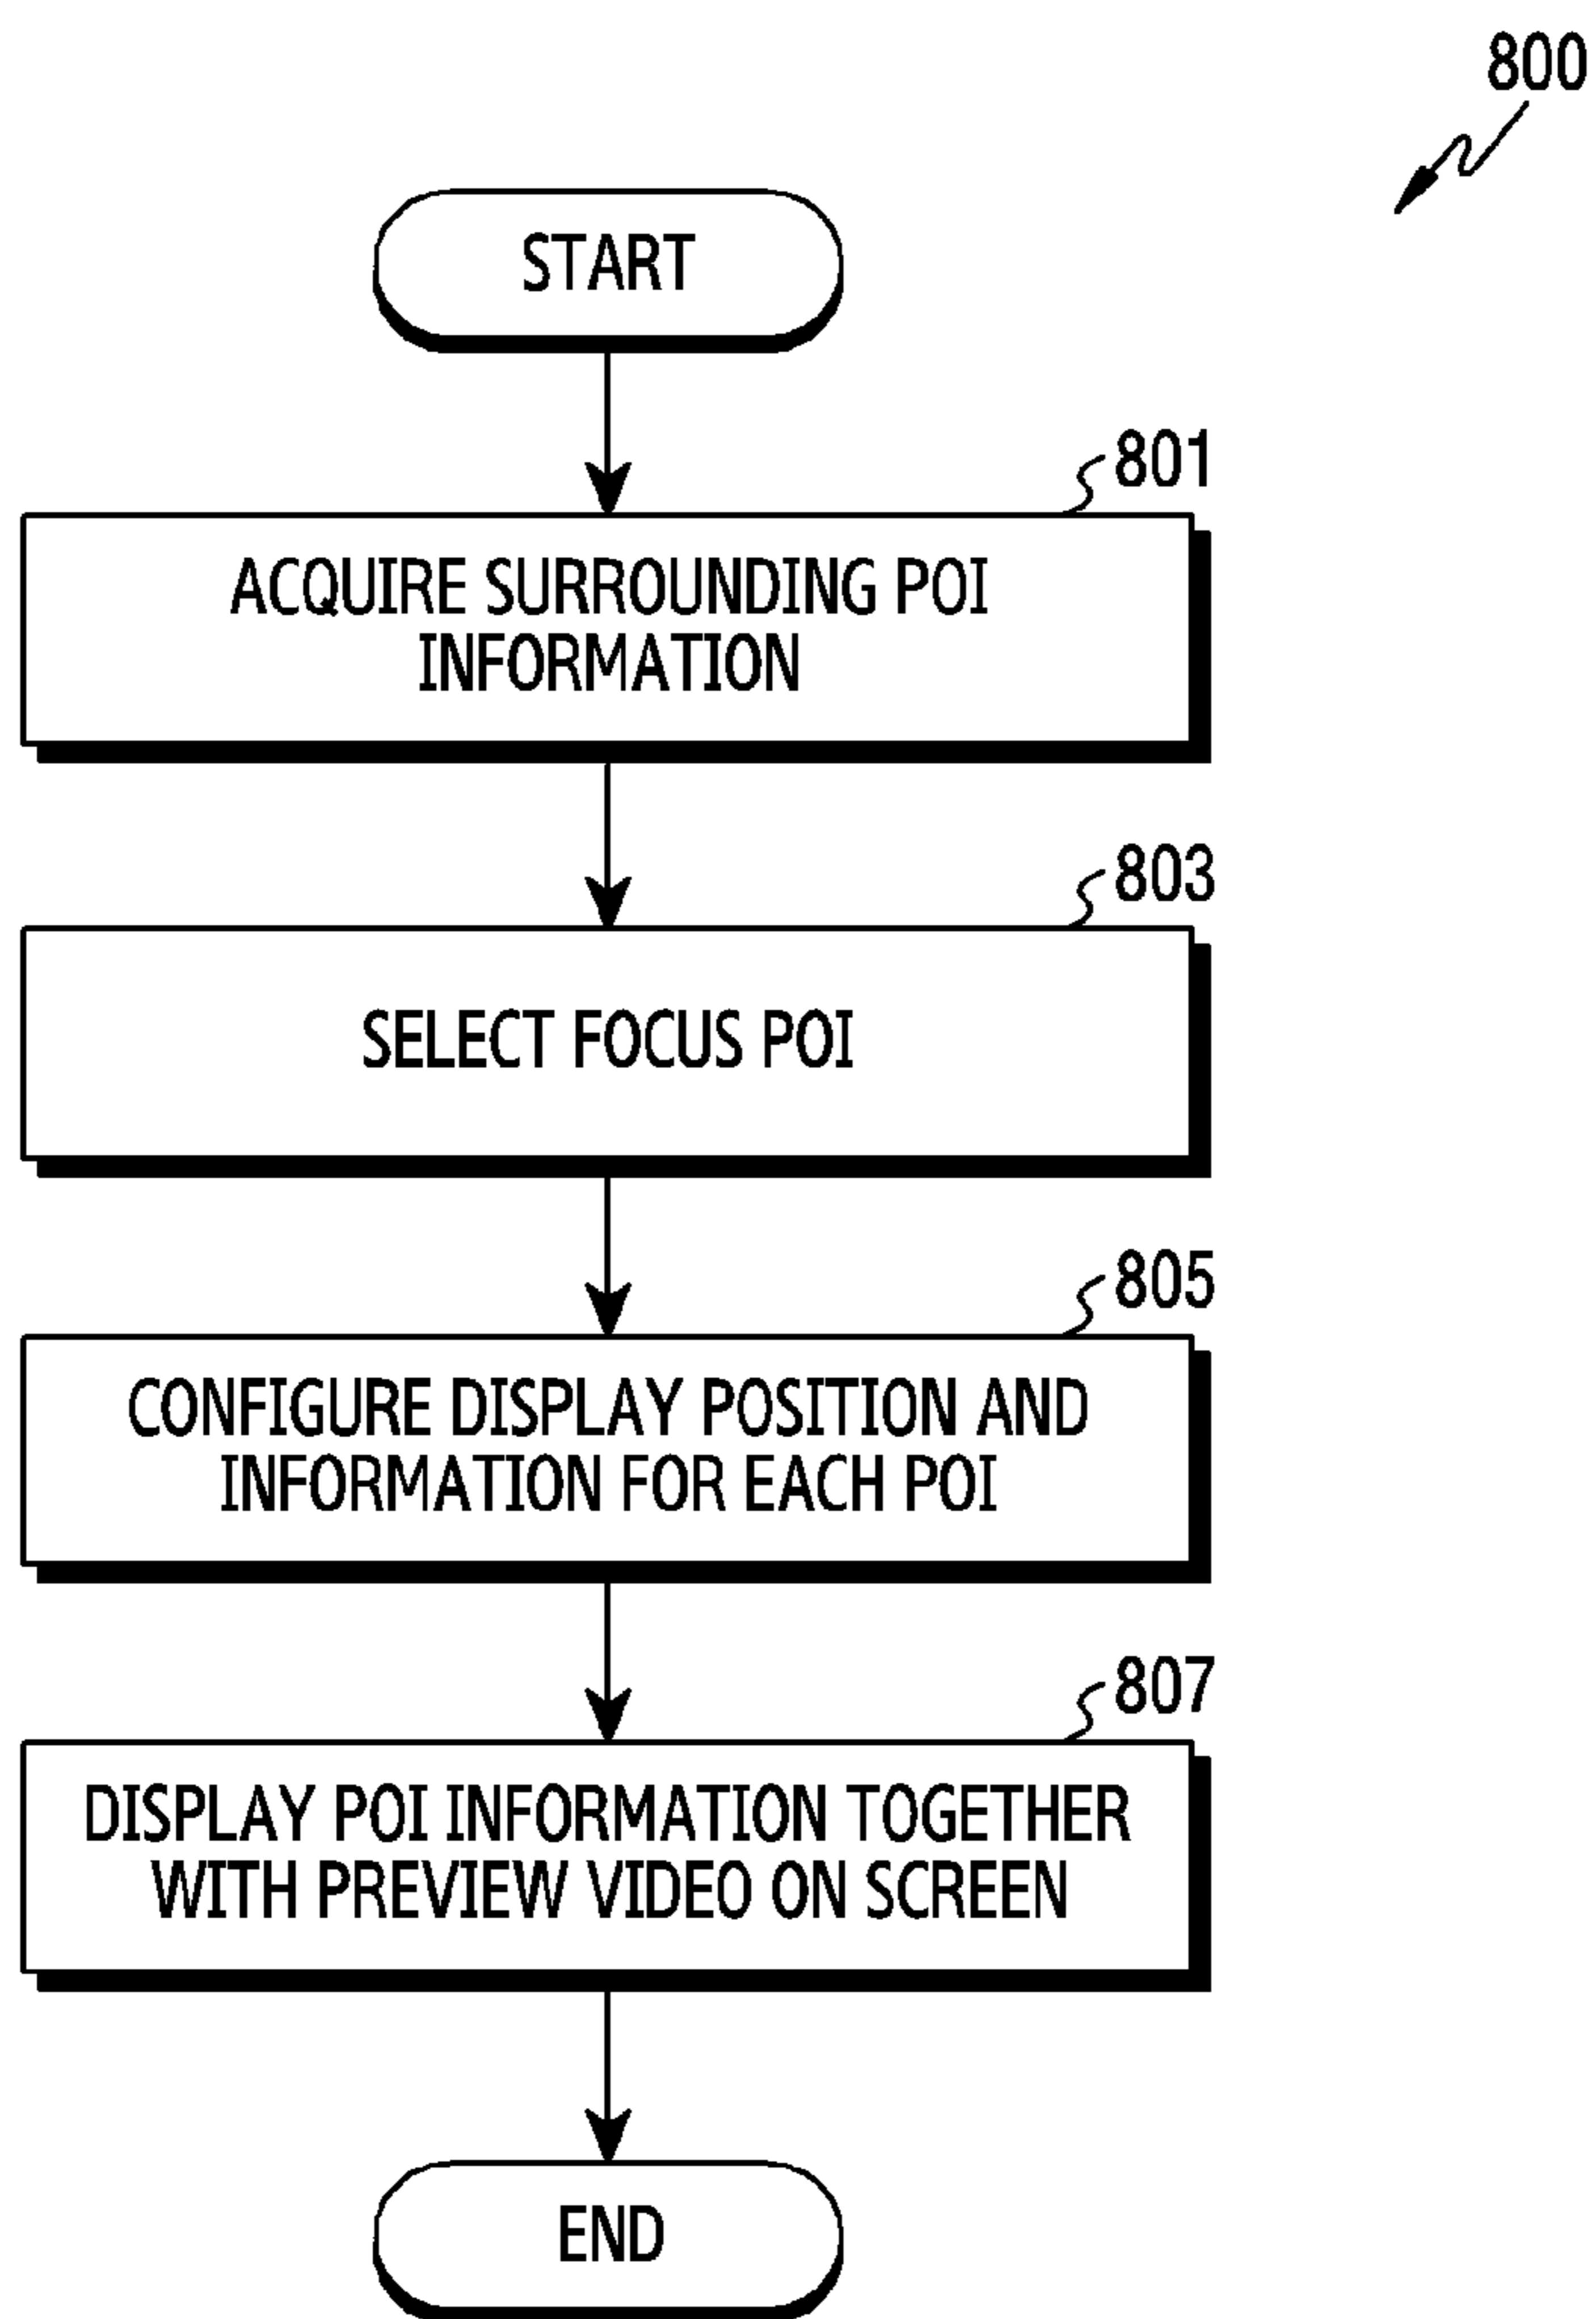 800
START
801
ACQUIRE SURROUNDING POI
INFORMATION
803
SELECT FOCUS POI
805
CONFIGURE DISPLAY POSITION AND
INFORMATION FOR EACH POI
807
DISPLAY POI INFORMATION TOGETHER
WITH PREVIEW VIDEO ON SCREEN
END